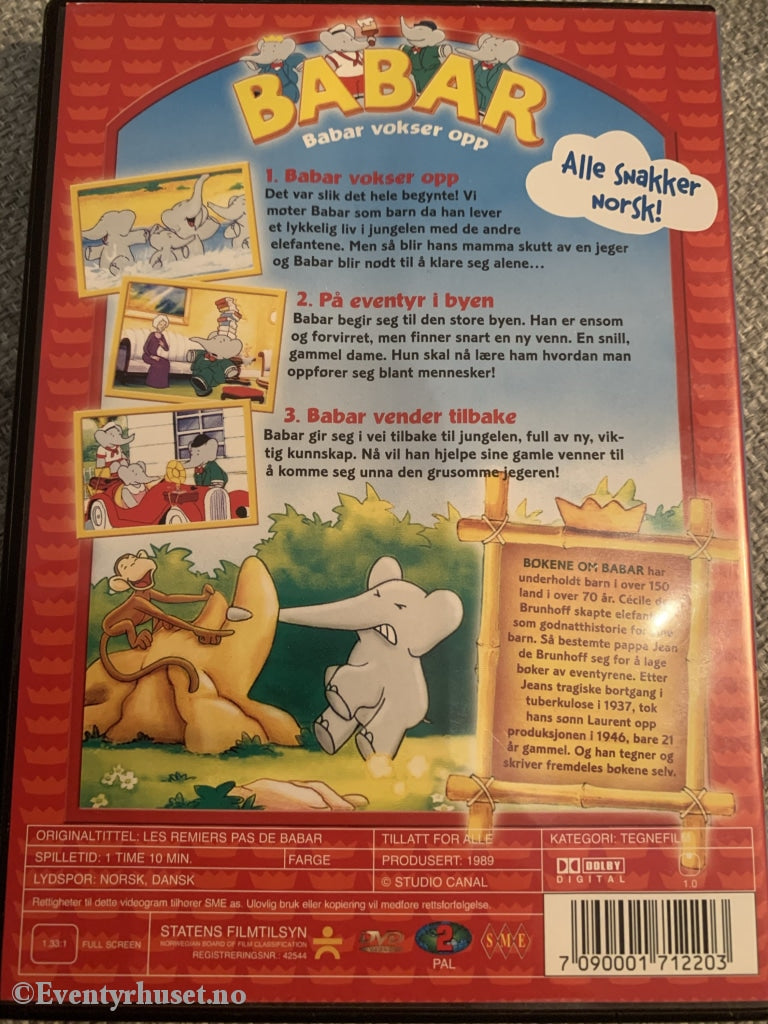 BABAR
Babar vokser opp
Alle snakker
norsk!
1. Babar vokser opp
Det var slik det hele begynte! Vi
møter Babar som barn da han lever
et lykkelig liv i jungelen med de andre
elefantene. Men så blir hans mamma skutt av en jeger
og Babar blir nødt til å klare seg alene...
2. På eventyr i byen
Babar begir seg til den store byen. Han er ensom
og forvirret, men finner snart en ny venn. En snill,
gammel dame. Hun skal nå lære ham hvordan man
oppfører seg blant mennesker!
3. Babar vender tilbake
Babar gir seg i vei tilbake til jungelen, full av ny, vik-
tig kunnskap. Nå vil han hjelpe sine gamle venner til
å komme seg unna den grusomme jegeren!
BØKENE OM BABAR har
underholdt barn i over 150
land i over 70 år. Cécile
Brunhoff skapte
som godnatthistorie
barn. Så bestemte pappa Jean
de Brunhoff seg for å lage
bøker av eventyrene. Etter
Jeans tragiske bortgang i
tuberkulose i 1937, tok
hans sønn Laurent opp
produksjonen i 1946, bare 21
år gammel. Og han tegner og
skriver fremdeles bøkene selv.
ORIGINALTITTEL: LES REMIERS PAS DE BABAR
TILLATT FOR ALLE
KATEGORI: TEGNEFILM
SPILLETID: 1 TIME 10 MIN.
FARGE
PRODUSERT: 1989
LYDSPOR: NORSK, DANSK
© STUDIO CANAL
DOLBY
DIGITAL
1.0
Rettigheter til dette videogram tilhører SME as. Ulovlig bruk eller kopiering vil medføre rettsforfølgelse.
1.33:1
FULL SCREEN
STATENS FILMTILSYN
NORWEGIAN BOARD OF FILM CLASSIFICATION
REGISTRERINGSNR.: 42544
DVD
VIDEO
2
PAL
SME
7 090001 712203
©Eventyrhuset.no